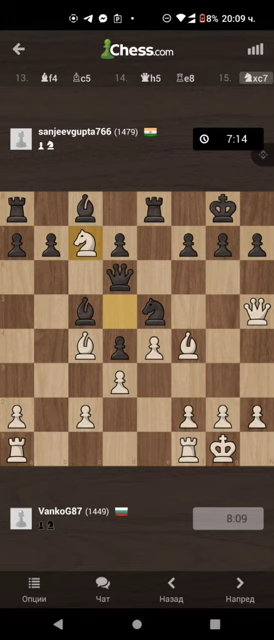 8% 20:09 ч.
Chess.com
13. ♝f4 ♗c5 14. ♛h5 ♖e8 15. ♞xc7
sanjeevgupta766 (1479)
7:14
VankoG87 (1449)
8:09
Опции Чат Назад Напред